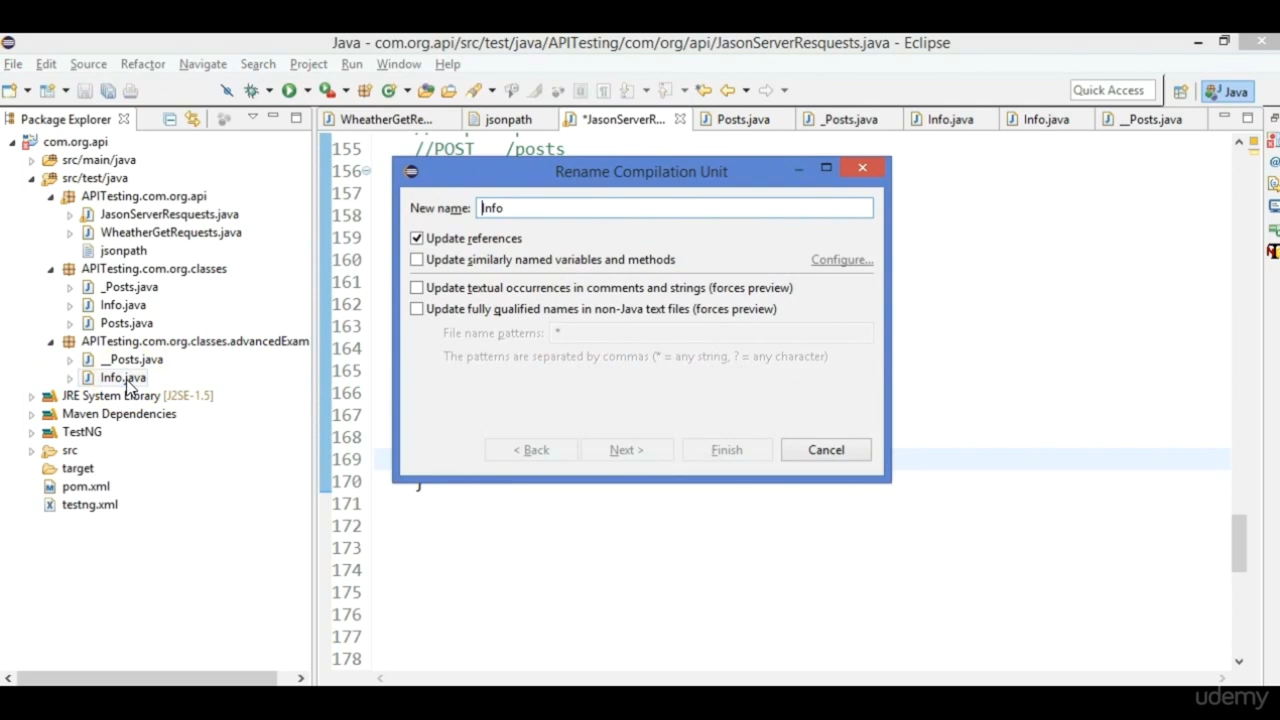 Java - com.org.api/src/test/java/APITesting/com/org/api/JasonServerResquests.java - Eclipse
File Edit Source Refactor Navigate Search Project Run Window Help
Quick Access
Java
Package Explorer
WheatherGetRe...
jsonpath
*JasonServerR...
Posts.java
_Posts.java
Info.java
Info.java
__Posts.java
com.org.api
src/main/java
src/test/java
APITesting.com.org.api
JasonServerResquests.java
WheatherGetRequests.java
jsonpath
APITesting.com.org.classes
_Posts.java
Info.java
Posts.java
APITesting.com.org.classes.advancedExam
__Posts.java
Info.java
JRE System Library [J2SE-1.5]
Maven Dependencies
TestNG
src
target
pom.xml
testng.xml
155 //POST /posts
156
157
158
159
160
161
162
163
164
165
166
167
168
169
170 }
171
172
173
174
175
176
177
178
Rename Compilation Unit
New name: Info
Update references
Update similarly named variables and methods
Configure...
Update textual occurrences in comments and strings (forces preview)
Update fully qualified names in non-Java text files (forces preview)
File name patterns: *
The patterns are separated by commas (* = any string, ? = any character)
< Back
Next >
Finish
Cancel
udemy